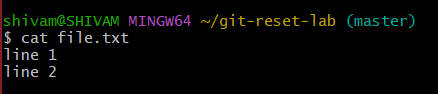 shivam@SHIVAM MINGW64 ~/git-reset-lab (master)
$ cat file.txt
line 1
line 2